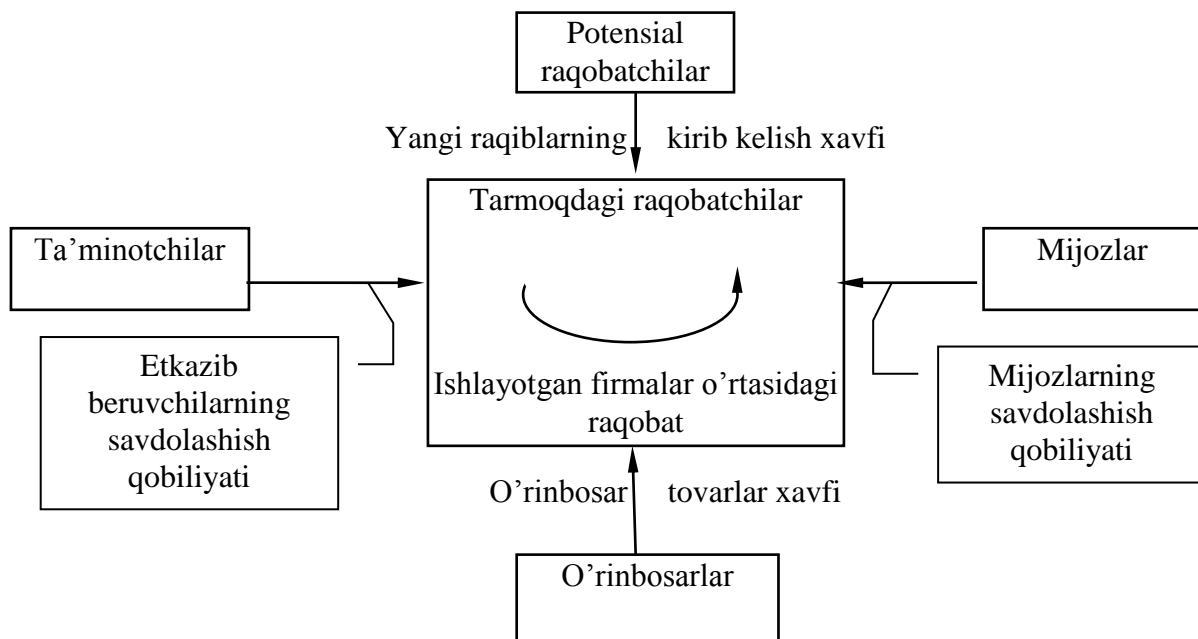 Potensial
raqobatchilar
Yangi raqiblarning kirib kelish xavfi
Tarmoqdagi raqobatchilar
Ta’minotchilar
Mijozlar
Etkazib
beruvchilarning
savdolashish
qobiliyati
Ishlayotgan firmalar o’rtasidagi
raqobat
Mijozlarning
savdolashish
qobiliyati
O’rinbosar tovarlar xavfi
O’rinbosarlar